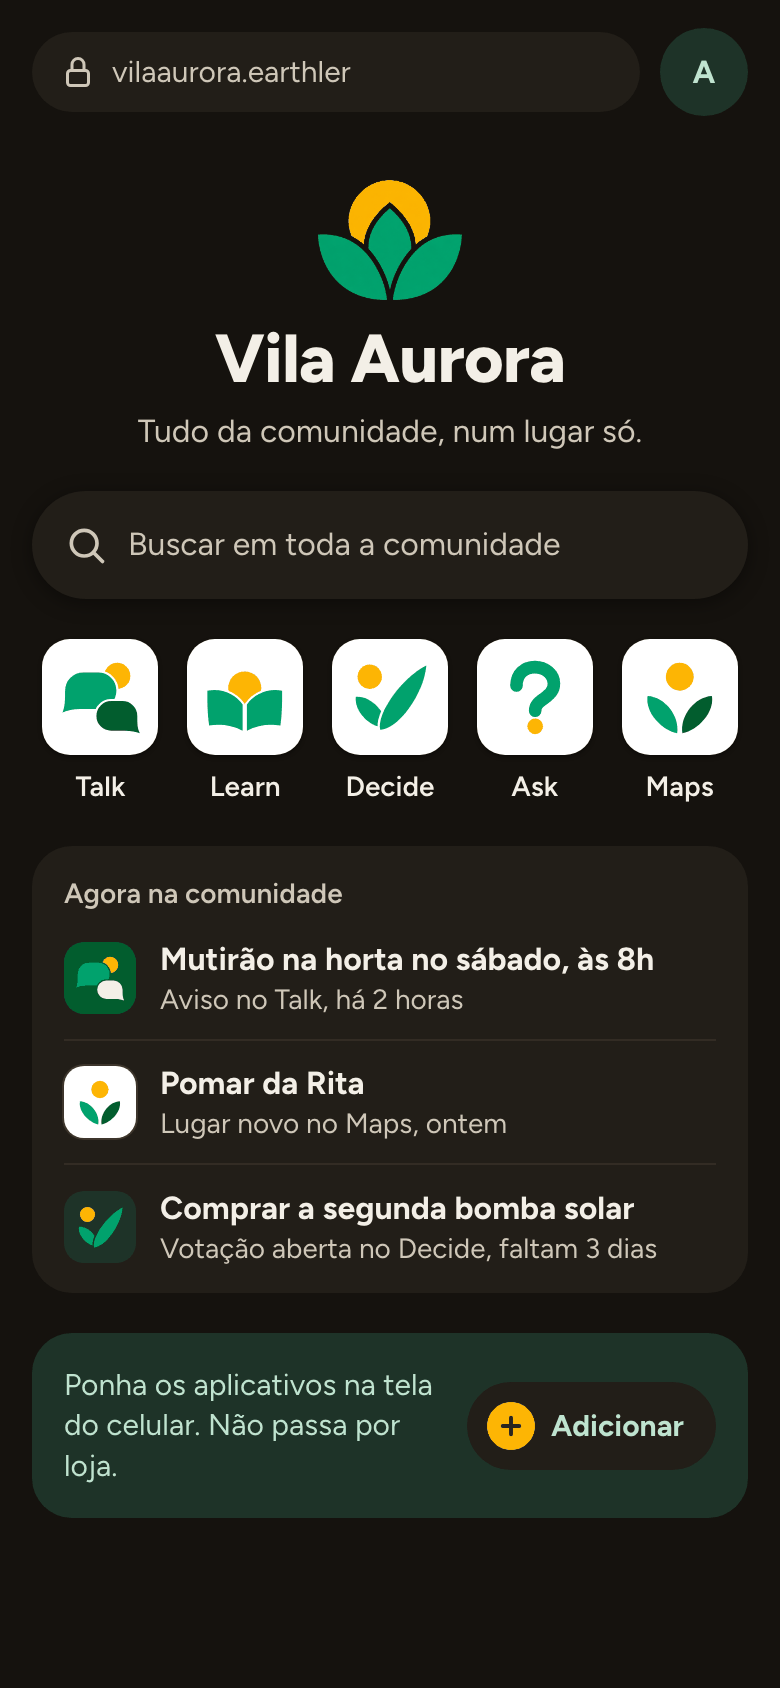 vilaaurora.earthler
A
Vila Aurora
Tudo da comunidade, num lugar só.
Buscar em toda a comunidade
Talk
Learn
Decide
Ask
Maps
Agora na comunidade
Mutirão na horta no sábado, às 8h
Aviso no Talk, há 2 horas
Pomar da Rita
Lugar novo no Maps, ontem
Comprar a segunda bomba solar
Votação aberta no Decide, faltam 3 dias
Ponha os aplicativos na tela
do celular. Não passa por
loja.
Adicionar